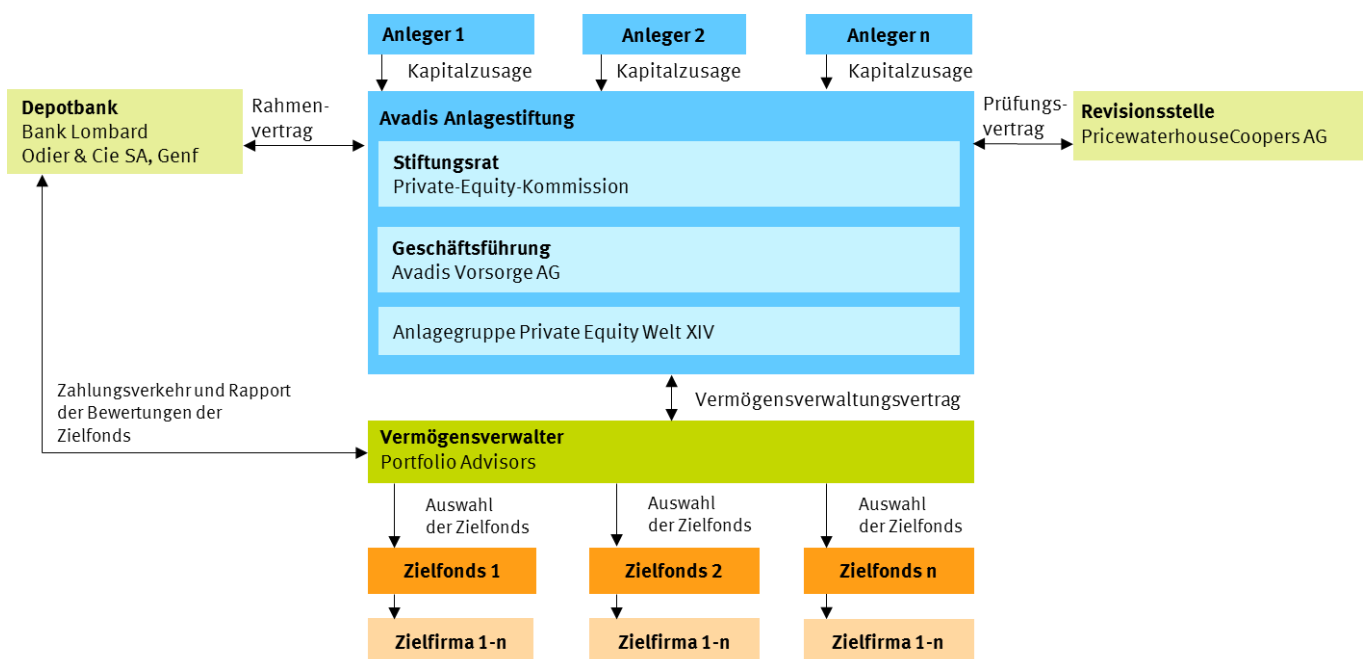 Anleger 1
Anleger 2
Anleger n
Kapitalzusage
Kapitalzusage
Kapitalzusage
Depotbank
Bank Lombard
Odier & Cie SA, Genf
Rahmen-
vertrag
Avadis Anlagestiftung
Prüfungs-
vertrag
Revisionsstelle
PricewaterhouseCoopers AG
Stiftungsrat
Private-Equity-Kommission
Geschäftsführung
Avadis Vorsorge AG
Anlagegruppe Private Equity Welt XIV
Zahlungsverkehr und Rapport
der Bewertungen der
Zielfonds
Vermögensverwaltungsvertrag
Vermögensverwalter
Portfolio Advisors
Auswahl
der Zielfonds
Auswahl
der Zielfonds
Auswahl
der Zielfonds
Zielfonds 1
Zielfonds 2
Zielfonds n
Zielfirma 1-n
Zielfirma 1-n
Zielfirma 1-n